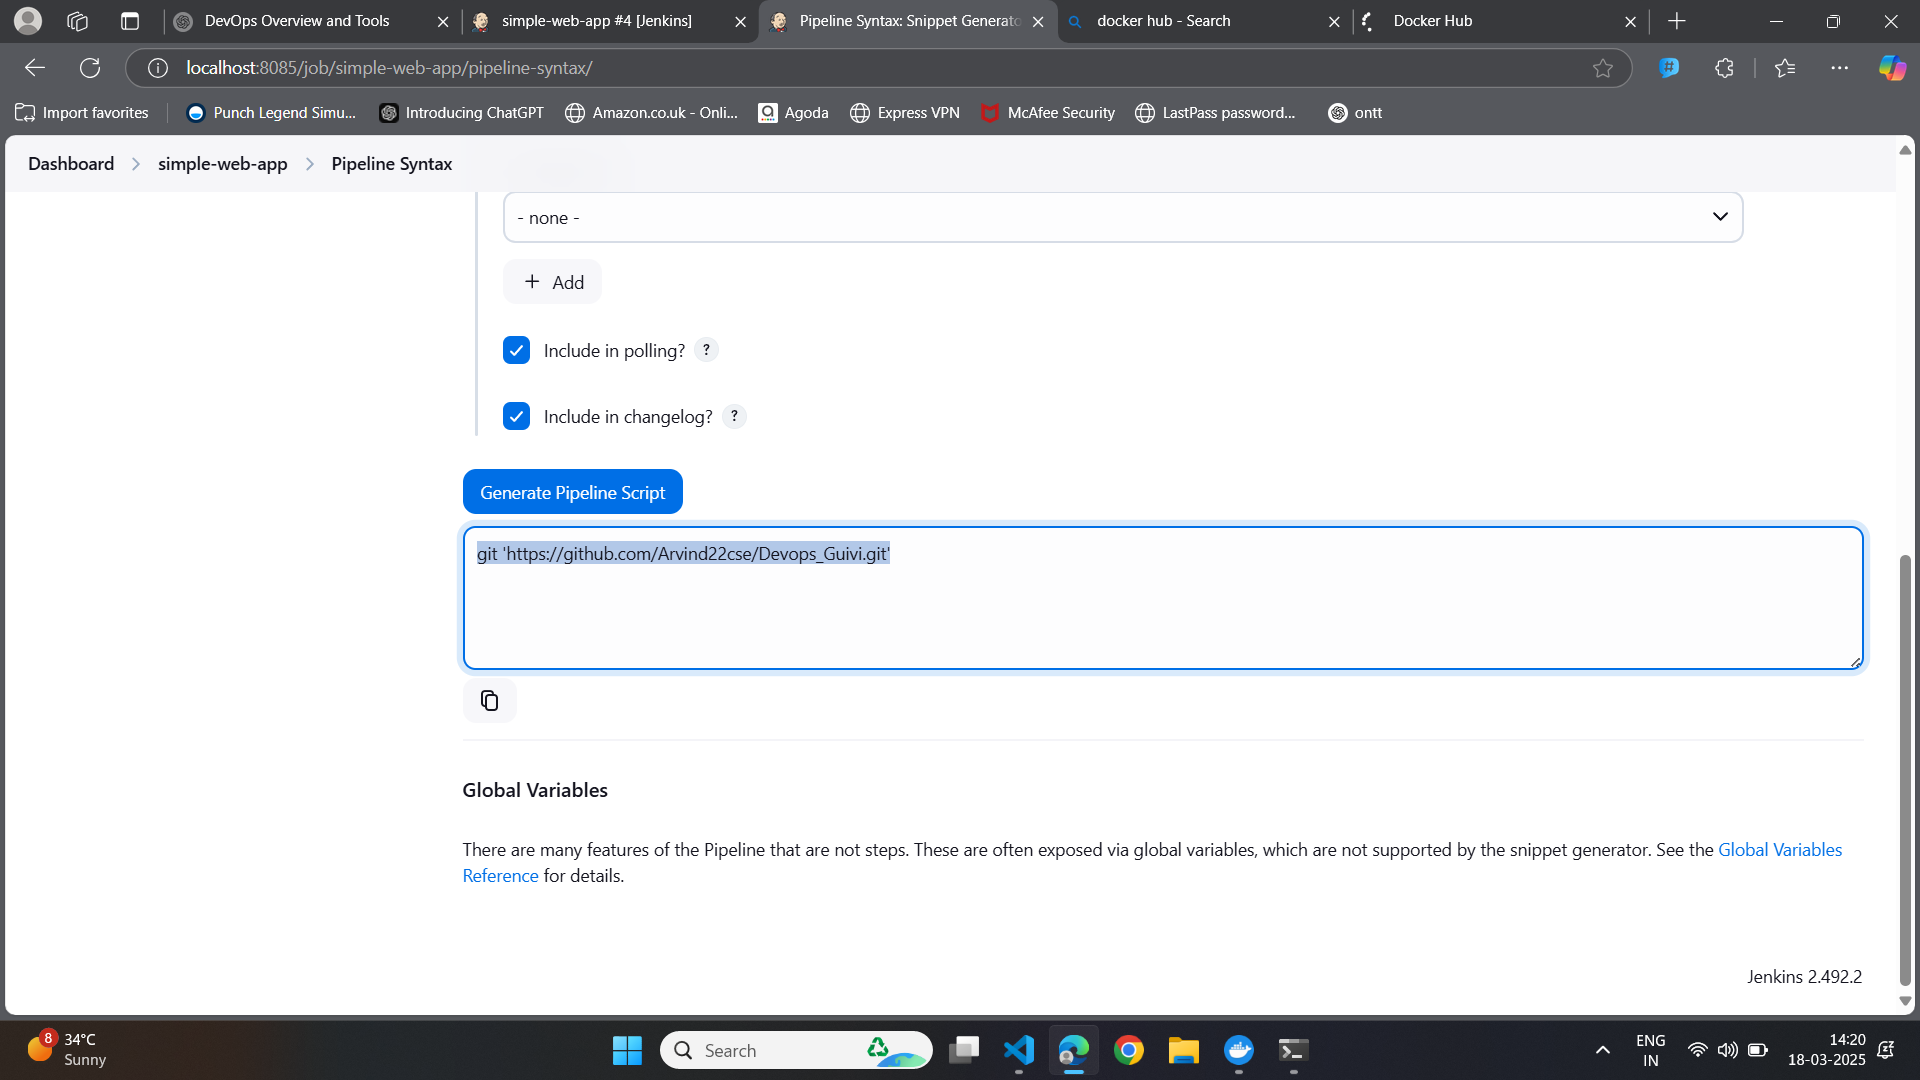 DevOps Overview and Tools
simple-web-app #4 [Jenkins]
Pipeline Syntax: Snippet Generato
docker hub - Search
Docker Hub
localhost:8085/job/simple-web-app/pipeline-syntax/
Import favorites
Punch Legend Simu...
Introducing ChatGPT
Amazon.co.uk - Onli...
Agoda
Express VPN
McAfee Security
LastPass password...
ontt
Dashboard > simple-web-app > Pipeline Syntax
- none -
+ Add
Include in polling? ?
Include in changelog? ?
Generate Pipeline Script
git 'https://github.com/Arvind22cse/Devops_Guivi.git'
Global Variables
There are many features of the Pipeline that are not steps. These are often exposed via global variables, which are not supported by the snippet generator. See the Global Variables
Reference for details.
Jenkins 2.492.2
8
34°C
Sunny
Search
ENG
IN
14:20
18-03-2025